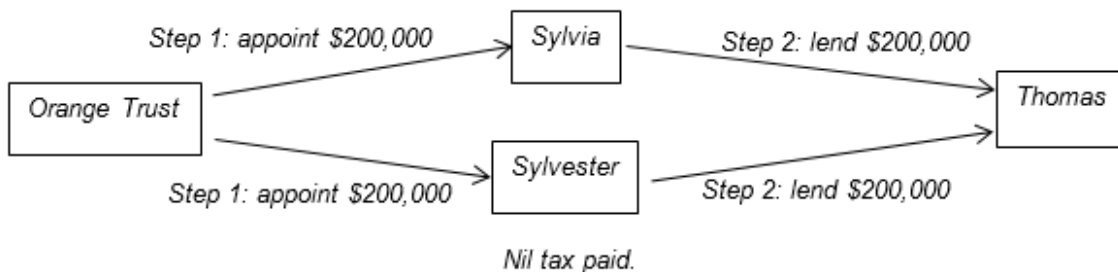 Step 1: appoint $200,000
Sylvia
Step 2: lend $200,000
Orange Trust
Thomas
Step 1: appoint $200,000
Sylvester
Step 2: lend $200,000
Nil tax paid.